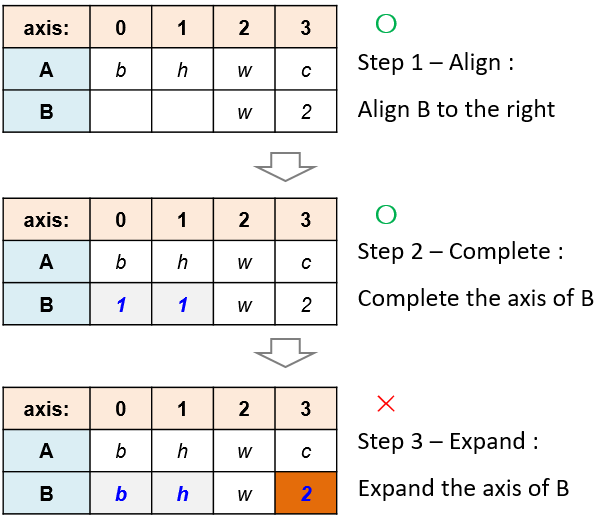 axis: 0 1 2 3
A b h w c
B w 2
Step 1 – Align :
Align B to the right
axis: 0 1 2 3
A b h w c
B 1 1 w 2
Step 2 – Complete :
Complete the axis of B
axis: 0 1 2 3
A b h w c
B b h w 2
Step 3 – Expand :
Expand the axis of B